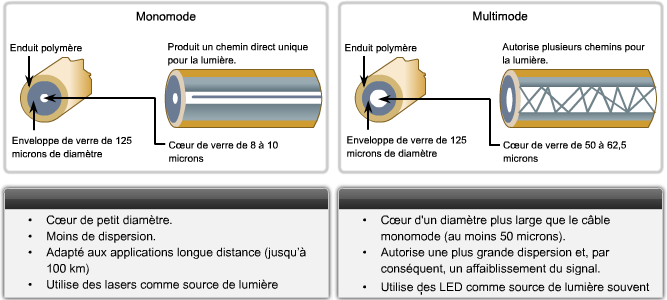 Monomode
Enduit polymère
Produit un chemin direct unique
pour la lumière.
Enveloppe de verre de 125
microns de diamètre
Cœur de verre de 8 à 10
microns
Multimode
Enduit polymère
Autorise plusieurs chemins pour
la lumière.
Enveloppe de verre de 125
microns de diamètre
Cœur de verre de 50 à 62,5
microns
• Cœur de petit diamètre.
• Moins de dispersion.
• Adapté aux applications longue distance (jusqu'à
100 km)
• Utilise des lasers comme source de lumière
• Cœur d'un diamètre plus large que le câble
monomode (au moins 50 microns).
• Autorise une plus grande dispersion et, par
conséquent, un affaiblissement du signal.
• Utilise des LED comme source de lumière souvent